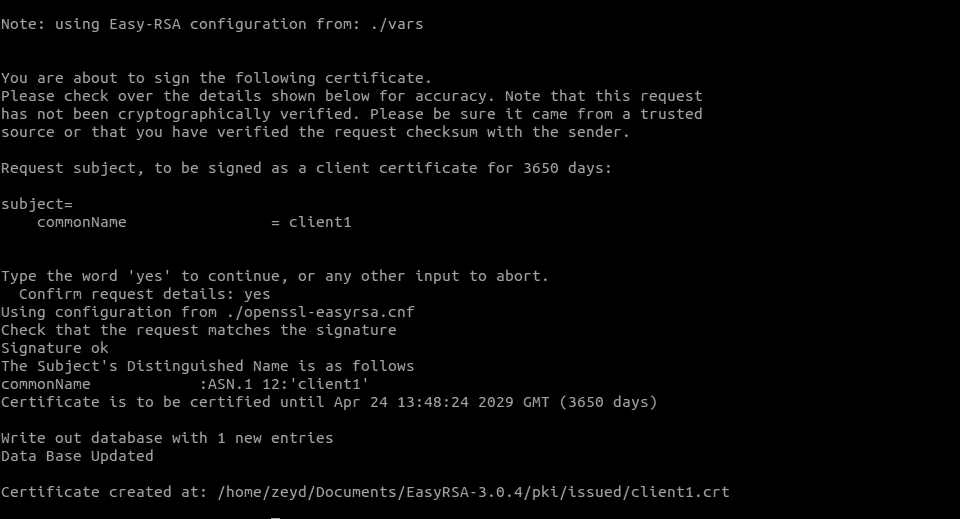 Note: using Easy-RSA configuration from: ./vars
You are about to sign the following certificate.
Please check over the details shown below for accuracy. Note that this request
has not been cryptographically verified. Please be sure it came from a trusted
source or that you have verified the request checksum with the sender.
Request subject, to be signed as a client certificate for 3650 days:
subject=
    commonName                = client1
Type the word 'yes' to continue, or any other input to abort.
  Confirm request details: yes
Using configuration from ./openssl-easyrsa.cnf
Check that the request matches the signature
Signature ok
The Subject's Distinguished Name is as follows
commonName            :ASN.1 12:'client1'
Certificate is to be certified until Apr 24 13:48:24 2029 GMT (3650 days)
Write out database with 1 new entries
Data Base Updated
Certificate created at: /home/zeyd/Documents/EasyRSA-3.0.4/pki/issued/client1.crt